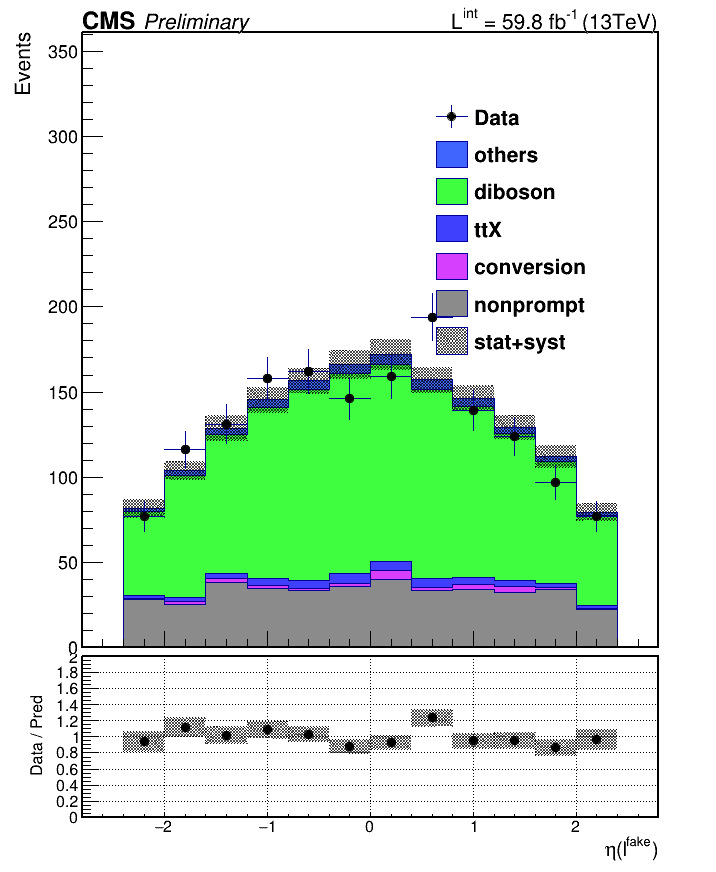 CMS Preliminary L^int = 59.8 fb^-1 (13TeV)
Events
350
300
250
200
150
100
50
0
Data
others
diboson
ttX
conversion
nonprompt
stat+syst
Data / Pred
2
1.8
1.6
1.4
1.2
1
0.8
0.6
0.4
0.2
0
−2 −1 0 1 2
η(l^fake)